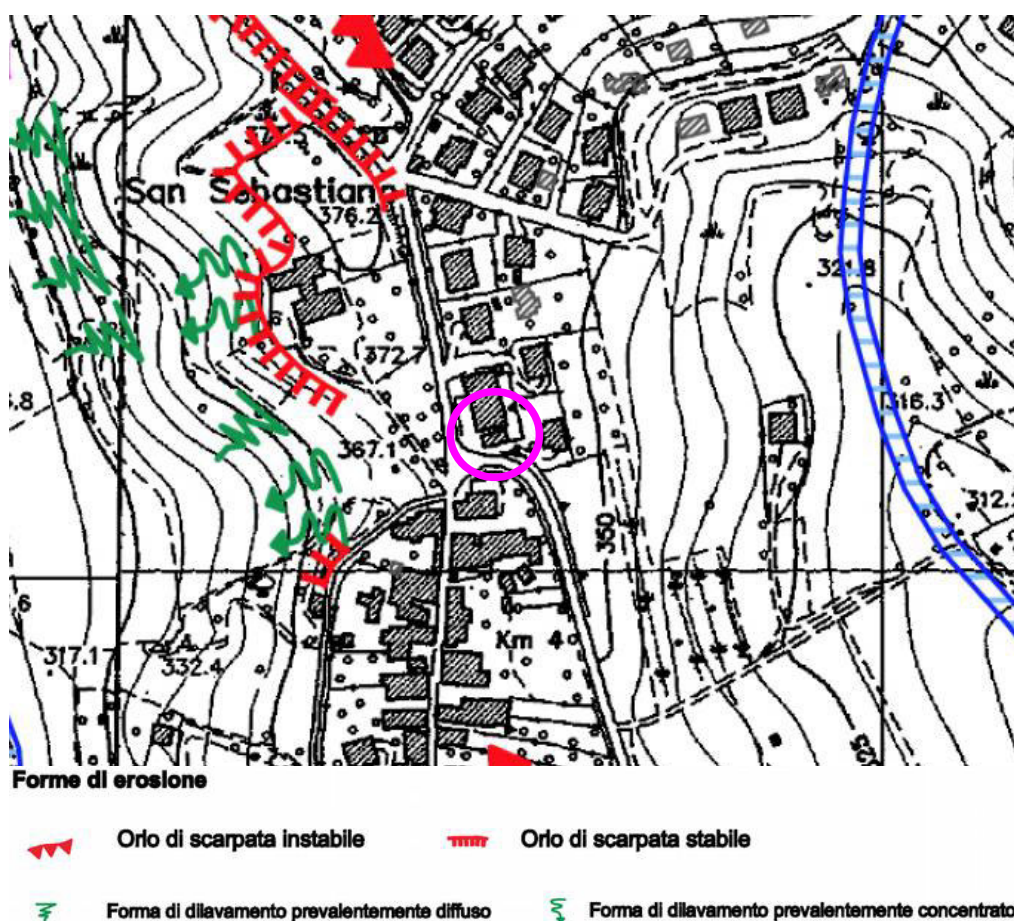 San Sebastiano
376.2
321.8
372.7
316.3
367.1
312.
350
Km 4
317.1
332.4
Forme di erosione
Orlo di scarpata instabile
Orlo di scarpata stabile
Forma di dilavamento prevalentemente diffuso
Forma di dilavamento prevalentemente concentrato